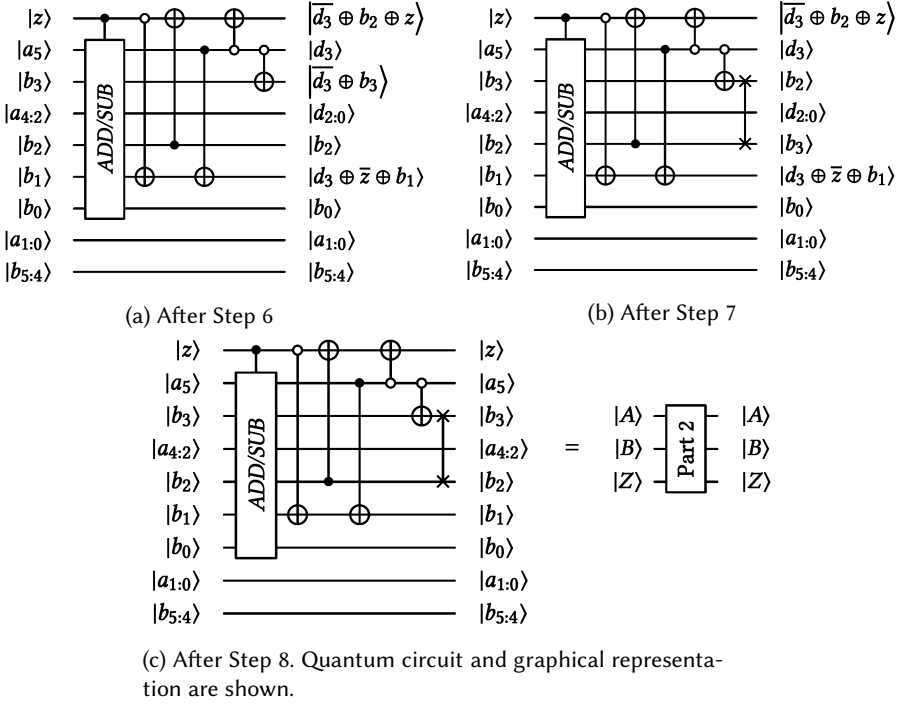 |z⟩ |d̅₃ ⊕ b₂ ⊕ z⟩
|a₅⟩ |d₃⟩
|b₃⟩ |d̅₃ ⊕ b₃⟩
|a₄:₂⟩ ADD/SUB |d₂:₀⟩
|b₂⟩ |b₂⟩
|b₁⟩ |d₃ ⊕ z̅ ⊕ b₁⟩
|b₀⟩ |b₀⟩
|a₁:₀⟩ |a₁:₀⟩
|b₅:₄⟩ |b₅:₄⟩
(a) After Step 6
|z⟩ |d̅₃ ⊕ b₂ ⊕ z⟩
|a₅⟩ |d₃⟩
|b₃⟩ |b₂⟩
|a₄:₂⟩ ADD/SUB |d₂:₀⟩
|b₂⟩ |b₃⟩
|b₁⟩ |d₃ ⊕ z̅ ⊕ b₁⟩
|b₀⟩ |b₀⟩
|a₁:₀⟩ |a₁:₀⟩
|b₅:₄⟩ |b₅:₄⟩
(b) After Step 7
|z⟩ |z⟩
|a₅⟩ |a₅⟩
|b₃⟩ |b₃⟩
|a₄:₂⟩ ADD/SUB |a₄:₂⟩
|b₂⟩ |b₂⟩
|b₁⟩ |b₁⟩
|b₀⟩ |b₀⟩
|a₁:₀⟩ |a₁:₀⟩
|b₅:₄⟩ |b₅:₄⟩
=
|A⟩ |A⟩
|B⟩ Part 2 |B⟩
|Z⟩ |Z⟩
(c) After Step 8. Quantum circuit and graphical representa-
tion are shown.